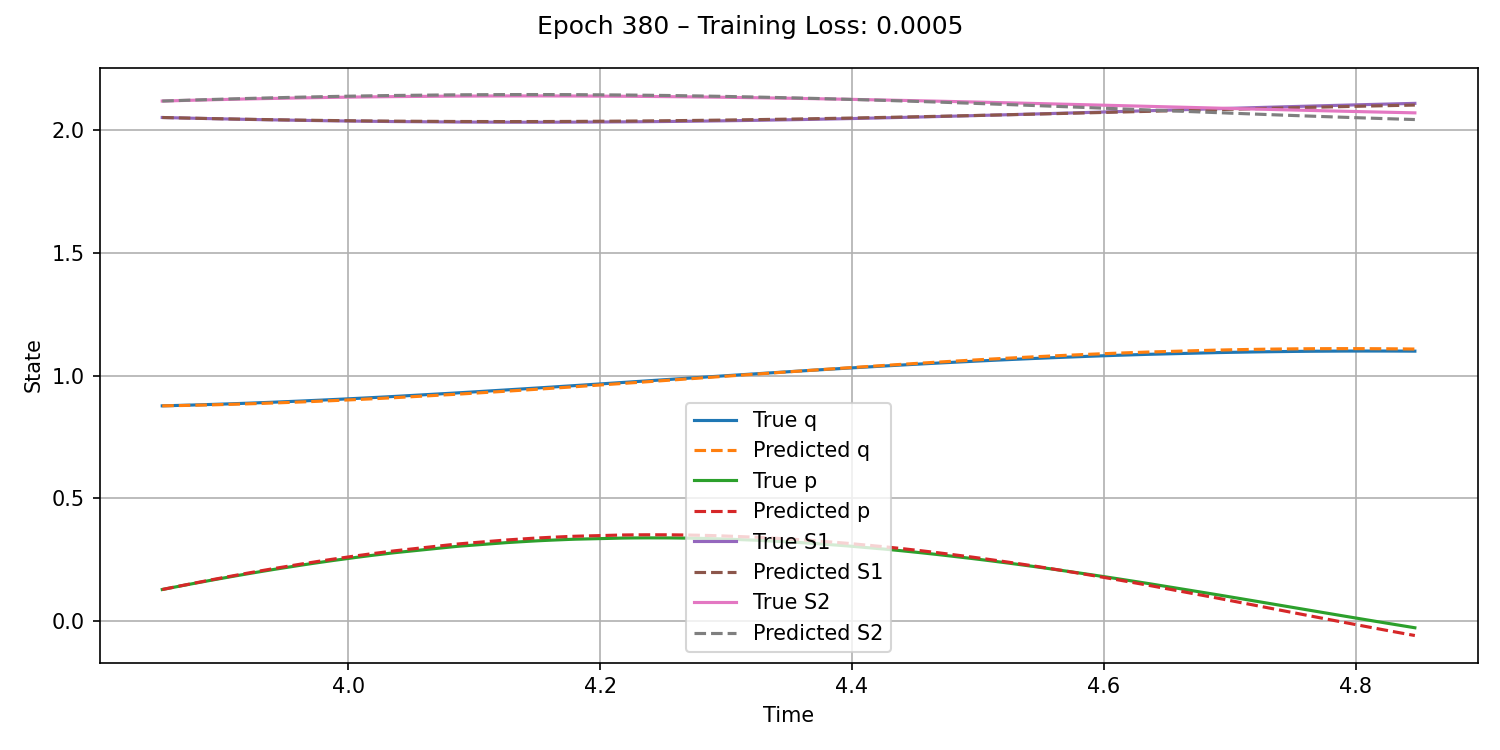 Epoch 380 – Training Loss: 0.0005
State
2.0
1.5
1.0
0.5
0.0
True q
Predicted q
True p
Predicted p
True S1
Predicted S1
True S2
Predicted S2
4.0 4.2 4.4 4.6 4.8
Time